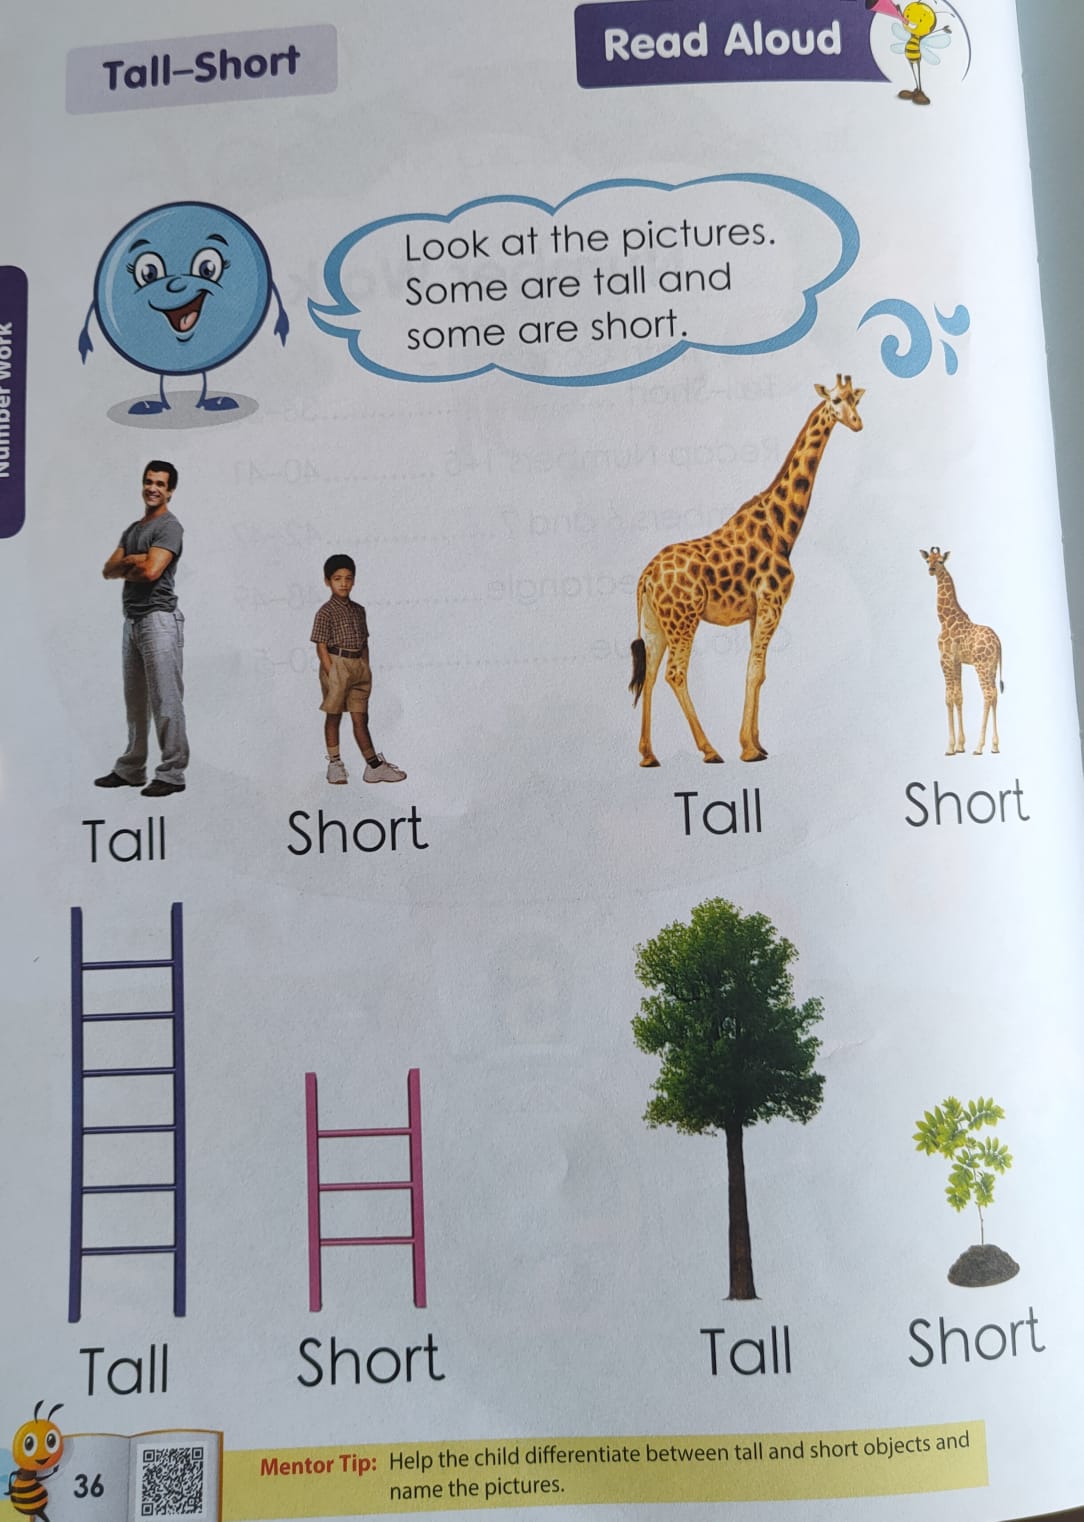 Tall–Short
Read Aloud
Look at the pictures.
Some are tall and
some are short.
Number Work
Tall
Short
Tall
Short
Tall
Short
Tall
Short
36
Mentor Tip: Help the child differentiate between tall and short objects and
name the pictures.